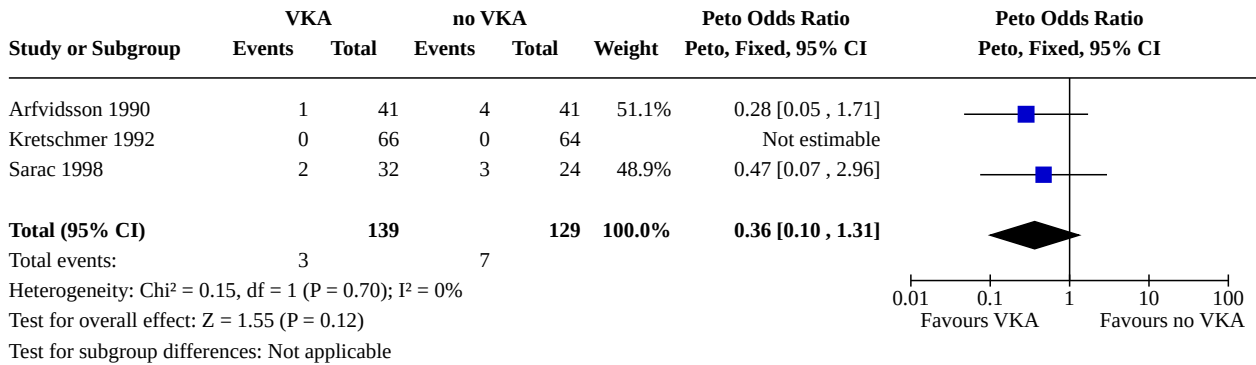 VKA no VKA Peto Odds Ratio Peto Odds Ratio
Study or Subgroup Events Total Events Total Weight Peto, Fixed, 95% CI Peto, Fixed, 95% CI
Arfvidsson 1990 1 41 4 41 51.1% 0.28 [0.05 , 1.71]
Kretschmer 1992 0 66 0 64 Not estimable
Sarac 1998 2 32 3 24 48.9% 0.47 [0.07 , 2.96]
Total (95% CI) 139 129 100.0% 0.36 [0.10 , 1.31]
Total events: 3 7
Heterogeneity: Chi² = 0.15, df = 1 (P = 0.70); I² = 0%
0.01 0.1 1 10 100
Test for overall effect: Z = 1.55 (P = 0.12)
Favours VKA Favours no VKA
Test for subgroup differences: Not applicable